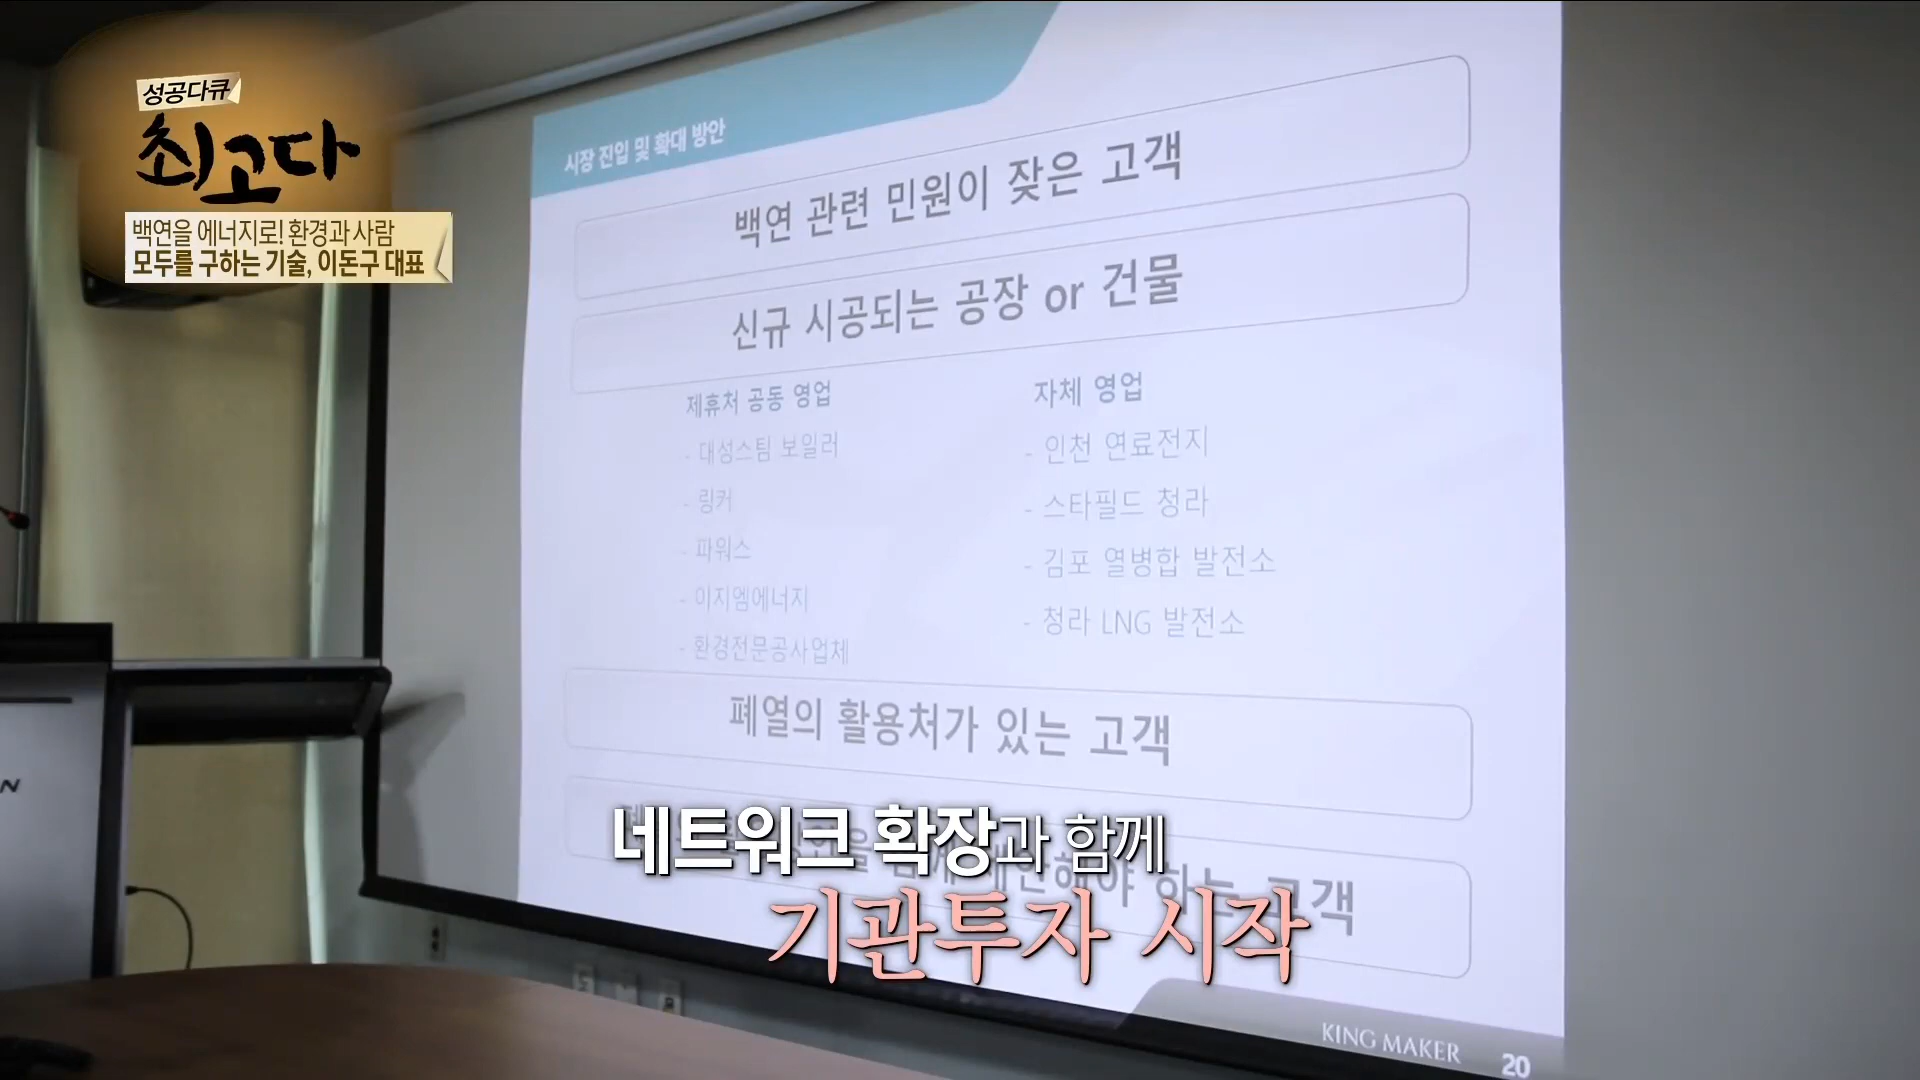 성공다큐
최고다
백연을 에너지로! 환경과 사람
모두를 구하는 기술, 이돈구 대표
시장 진입 및 확대 방안
백연 관련 민원이 잦은 고객
신규 시공되는 공장 or 건물
제휴처 공동 영업
- 대성스팀 보일러
- 링커
- 파워스
- 이지엠에너지
- 환경전문공사업체
자체 영업
- 인천 연료전지
- 스타필드 청라
- 김포 열병합 발전소
- 청라 LNG 발전소
폐열의 활용처가 있는 고객
하는 고객
네트워크 확장과 함께
기관투자 시작
KING MAKER
20
N